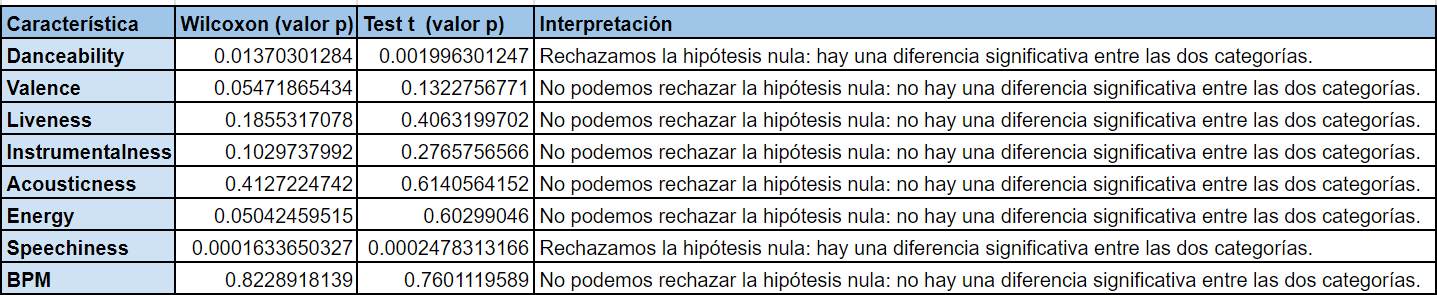 Característica Wilcoxon (valor p) Test t (valor p) Interpretación
Danceability 0.01370301284 0.001996301247 Rechazamos la hipótesis nula: hay una diferencia significativa entre las dos categorías.
Valence 0.05471865434 0.1322756771 No podemos rechazar la hipótesis nula: no hay una diferencia significativa entre las dos categorías.
Liveness 0.1855317078 0.4063199702 No podemos rechazar la hipótesis nula: no hay una diferencia significativa entre las dos categorías.
Instrumentalness 0.1029737992 0.2765756566 No podemos rechazar la hipótesis nula: no hay una diferencia significativa entre las dos categorías.
Acousticness 0.4127224742 0.6140564152 No podemos rechazar la hipótesis nula: no hay una diferencia significativa entre las dos categorías.
Energy 0.05042459515 0.60299046 No podemos rechazar la hipótesis nula: no hay una diferencia significativa entre las dos categorías.
Speechiness 0.0001633650327 0.0002478313166 Rechazamos la hipótesis nula: hay una diferencia significativa entre las dos categorías.
BPM 0.8228918139 0.7601119589 No podemos rechazar la hipótesis nula: no hay una diferencia significativa entre las dos categorías.